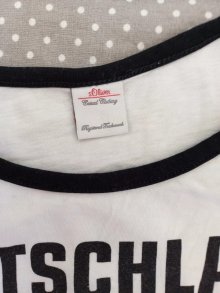 s.Oliver
Casual Clothing
Registered Trademark
TSCHLA